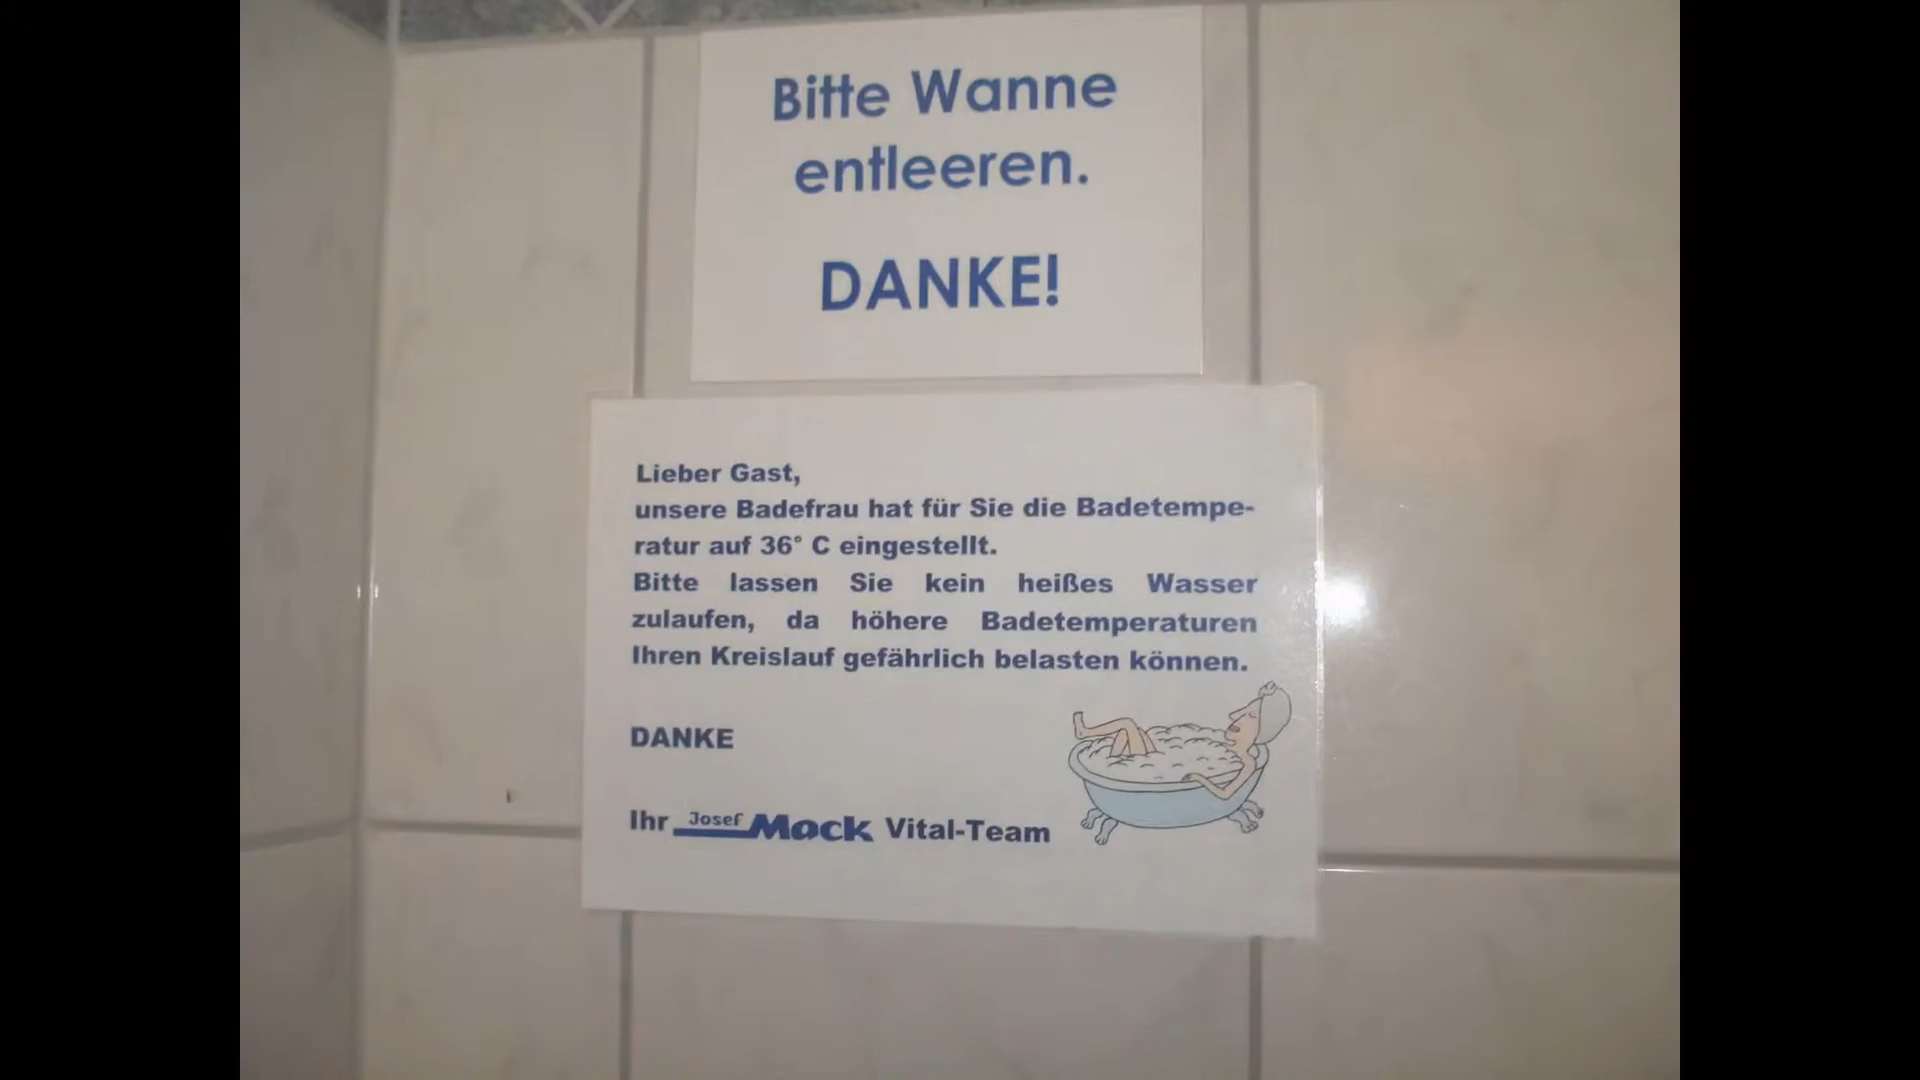 Bitte Wanne
entleeren.
DANKE!
Lieber Gast,
unsere Badefrau hat für Sie die Badetempe-
ratur auf 36° C eingestellt.
Bitte lassen Sie kein heißes Wasser
zulaufen, da höhere Badetemperaturen
Ihren Kreislauf gefährlich belasten können.
DANKE
Ihr Josef Mack Vital-Team